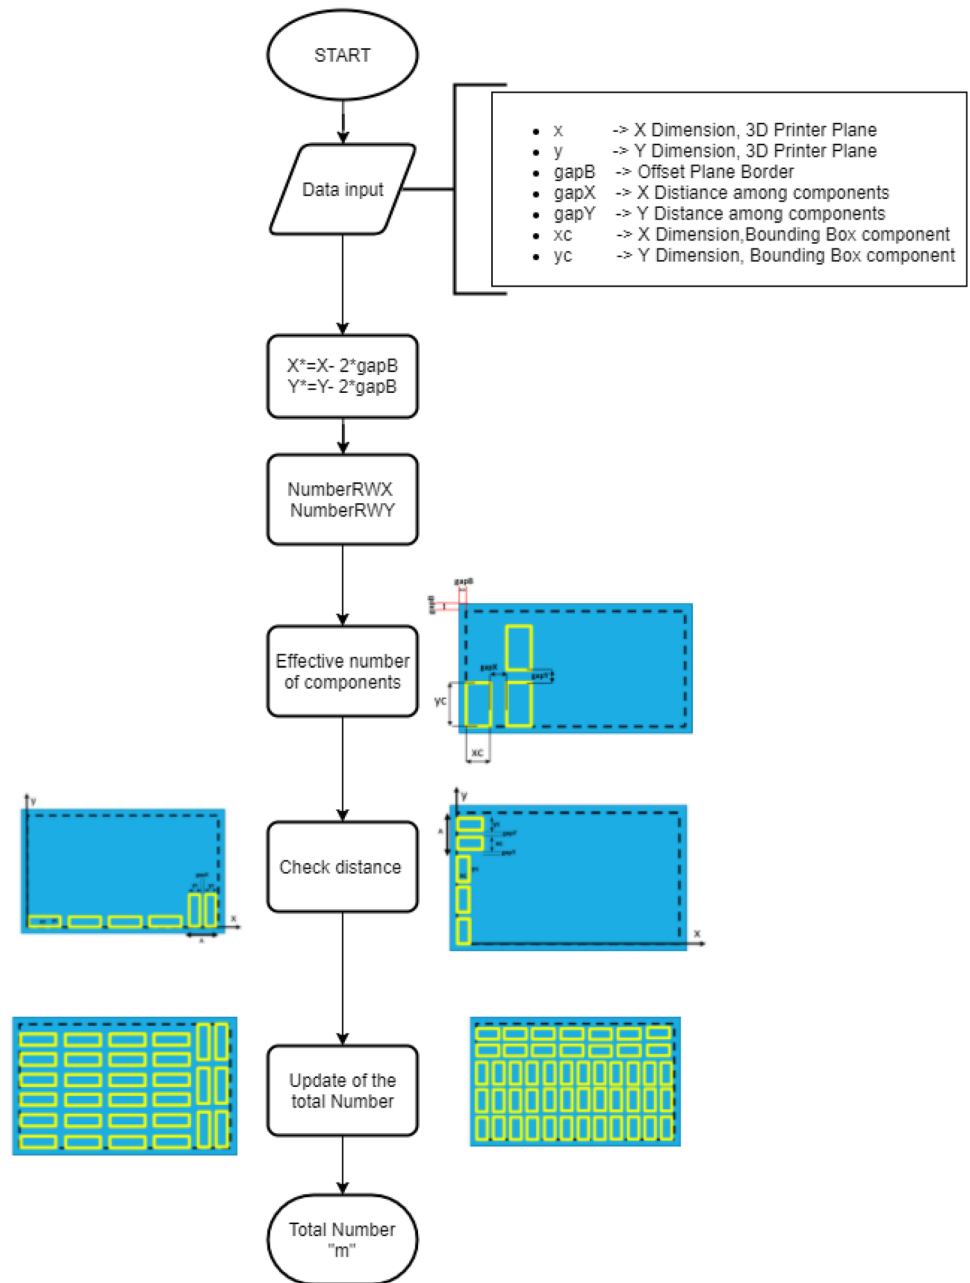 START
Data input
x -> X Dimension, 3D Printer Plane
y -> Y Dimension, 3D Printer Plane
gapB -> Offset Plane Border
gapX -> X Distiance among components
gapY -> Y Distance among components
xc -> X Dimension,Bounding Box component
yc -> Y Dimension, Bounding Box component
X*=X- 2*gapB
Y*=Y- 2*gapB
NumberRWX
NumberRWY
gapB
gapB
Effective number
of components
gapX
gapY
yc
xc
y
x
A
Check distance
y
A
gapY
gapY
x
Update of the
total Number
Total Number
"m"